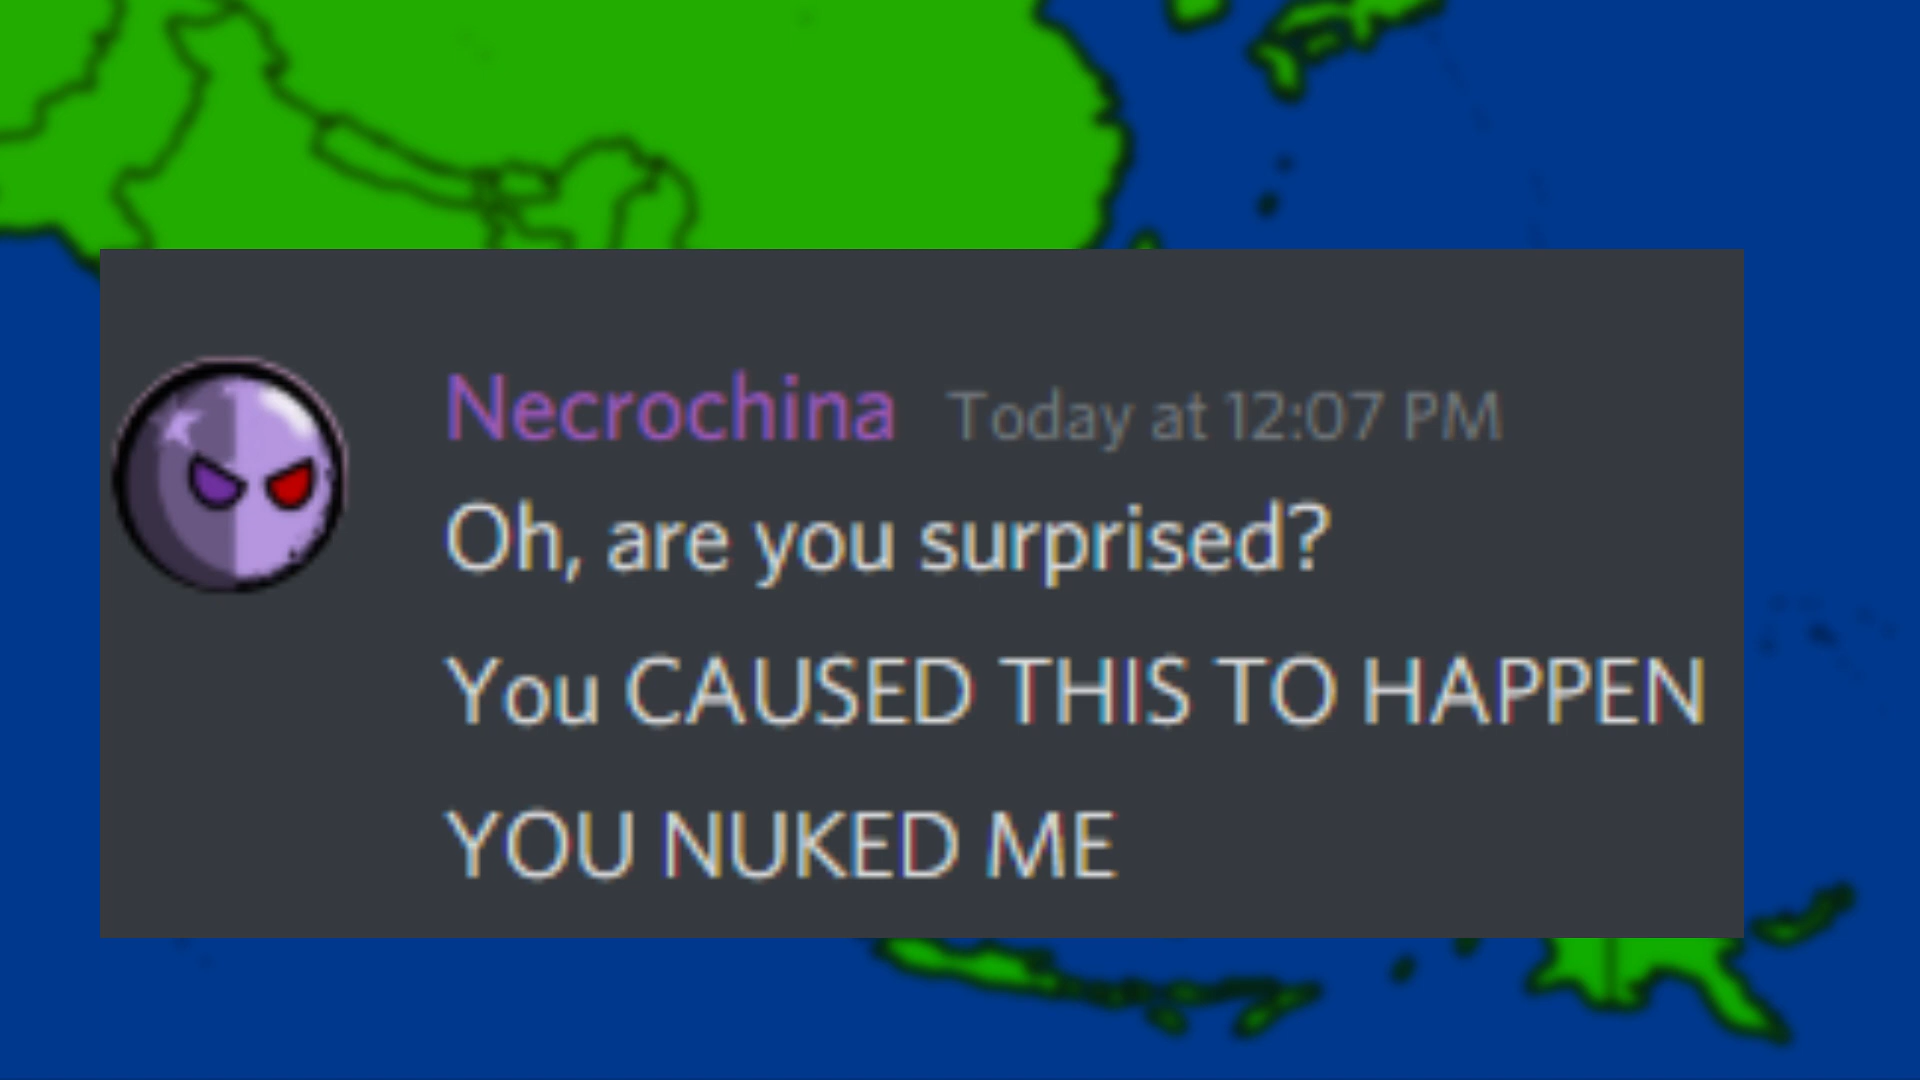 Necrochina Today at 12:07 PM
Oh, are you surprised?
You CAUSED THIS TO HAPPEN
YOU NUKED ME